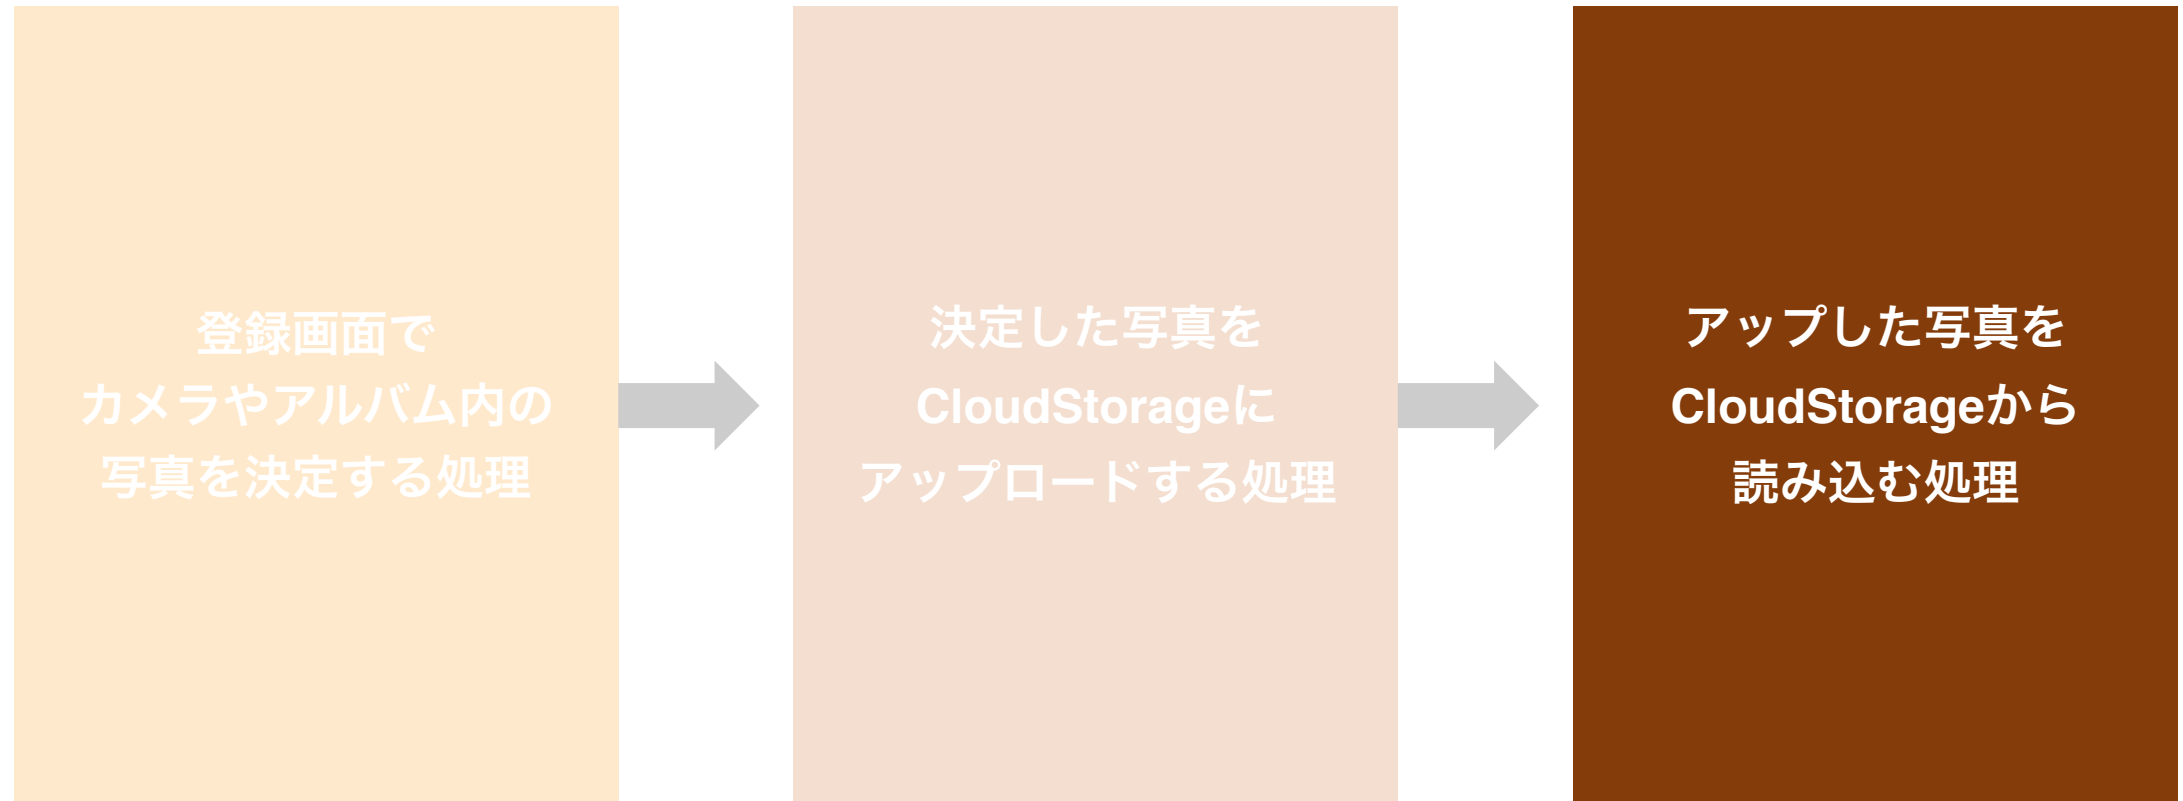 登録画面で
カメラやアルバム内の
写真を決定する処理
決定した写真を
CloudStorageに
アップロードする処理
アップした写真を
CloudStorageから
読み込む処理